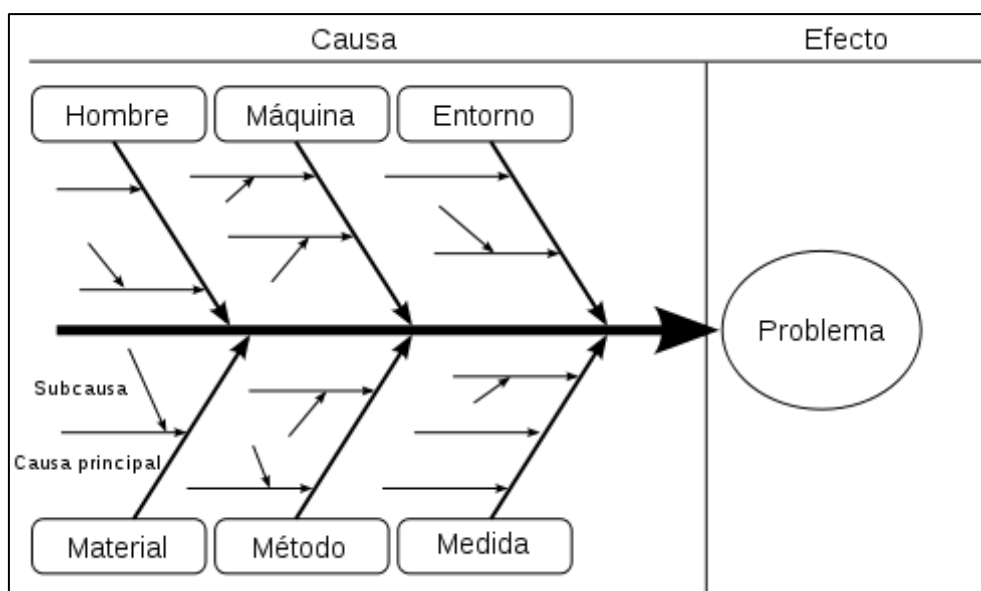 Causa
Efecto
Hombre
Máquina
Entorno
Problema
Subcausa
Causa principal
Material
Método
Medida